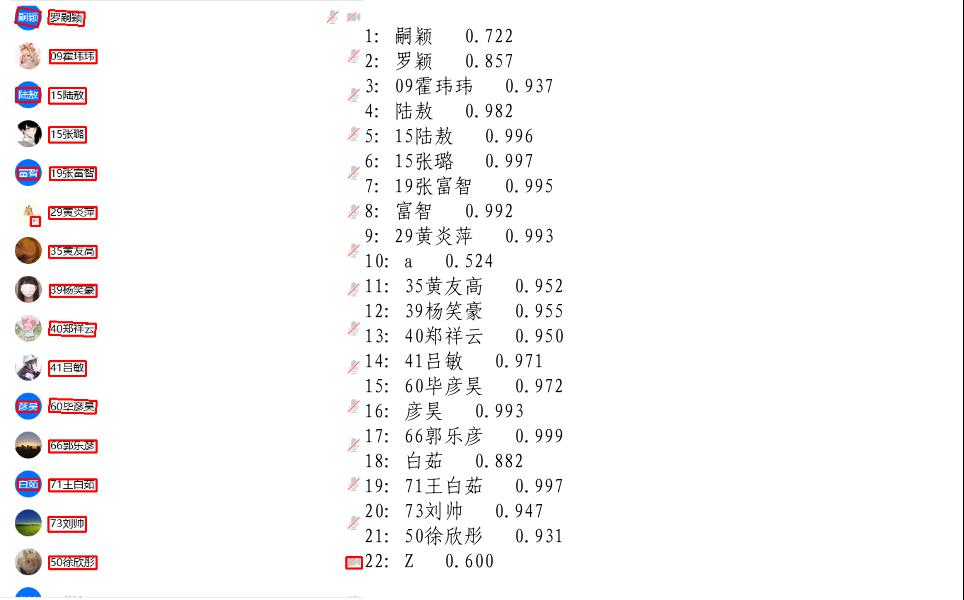 嗣颖 罗嗣颖
09霍玮玮
陆敖 15陆敖
15张璐
富智 19张富智
29黄炎萍
35黄友高
39杨笑豪
40郑祥云
41吕敏
彦昊 60毕彦昊
66郭乐彦
白茹 71王白茹
73刘帅
50徐欣彤
1: 嗣颖 0.722
2: 罗颖 0.857
3: 09霍玮玮 0.937
4: 陆敖 0.982
5: 15陆敖 0.996
6: 15张璐 0.997
7: 19张富智 0.995
8: 富智 0.992
9: 29黄炎萍 0.993
10: a 0.524
11: 35黄友高 0.952
12: 39杨笑豪 0.955
13: 40郑祥云 0.950
14: 41吕敏 0.971
15: 60毕彦昊 0.972
16: 彦昊 0.993
17: 66郭乐彦 0.999
18: 白茹 0.882
19: 71王白茹 0.997
20: 73刘帅 0.947
21: 50徐欣彤 0.931
22: Z 0.600